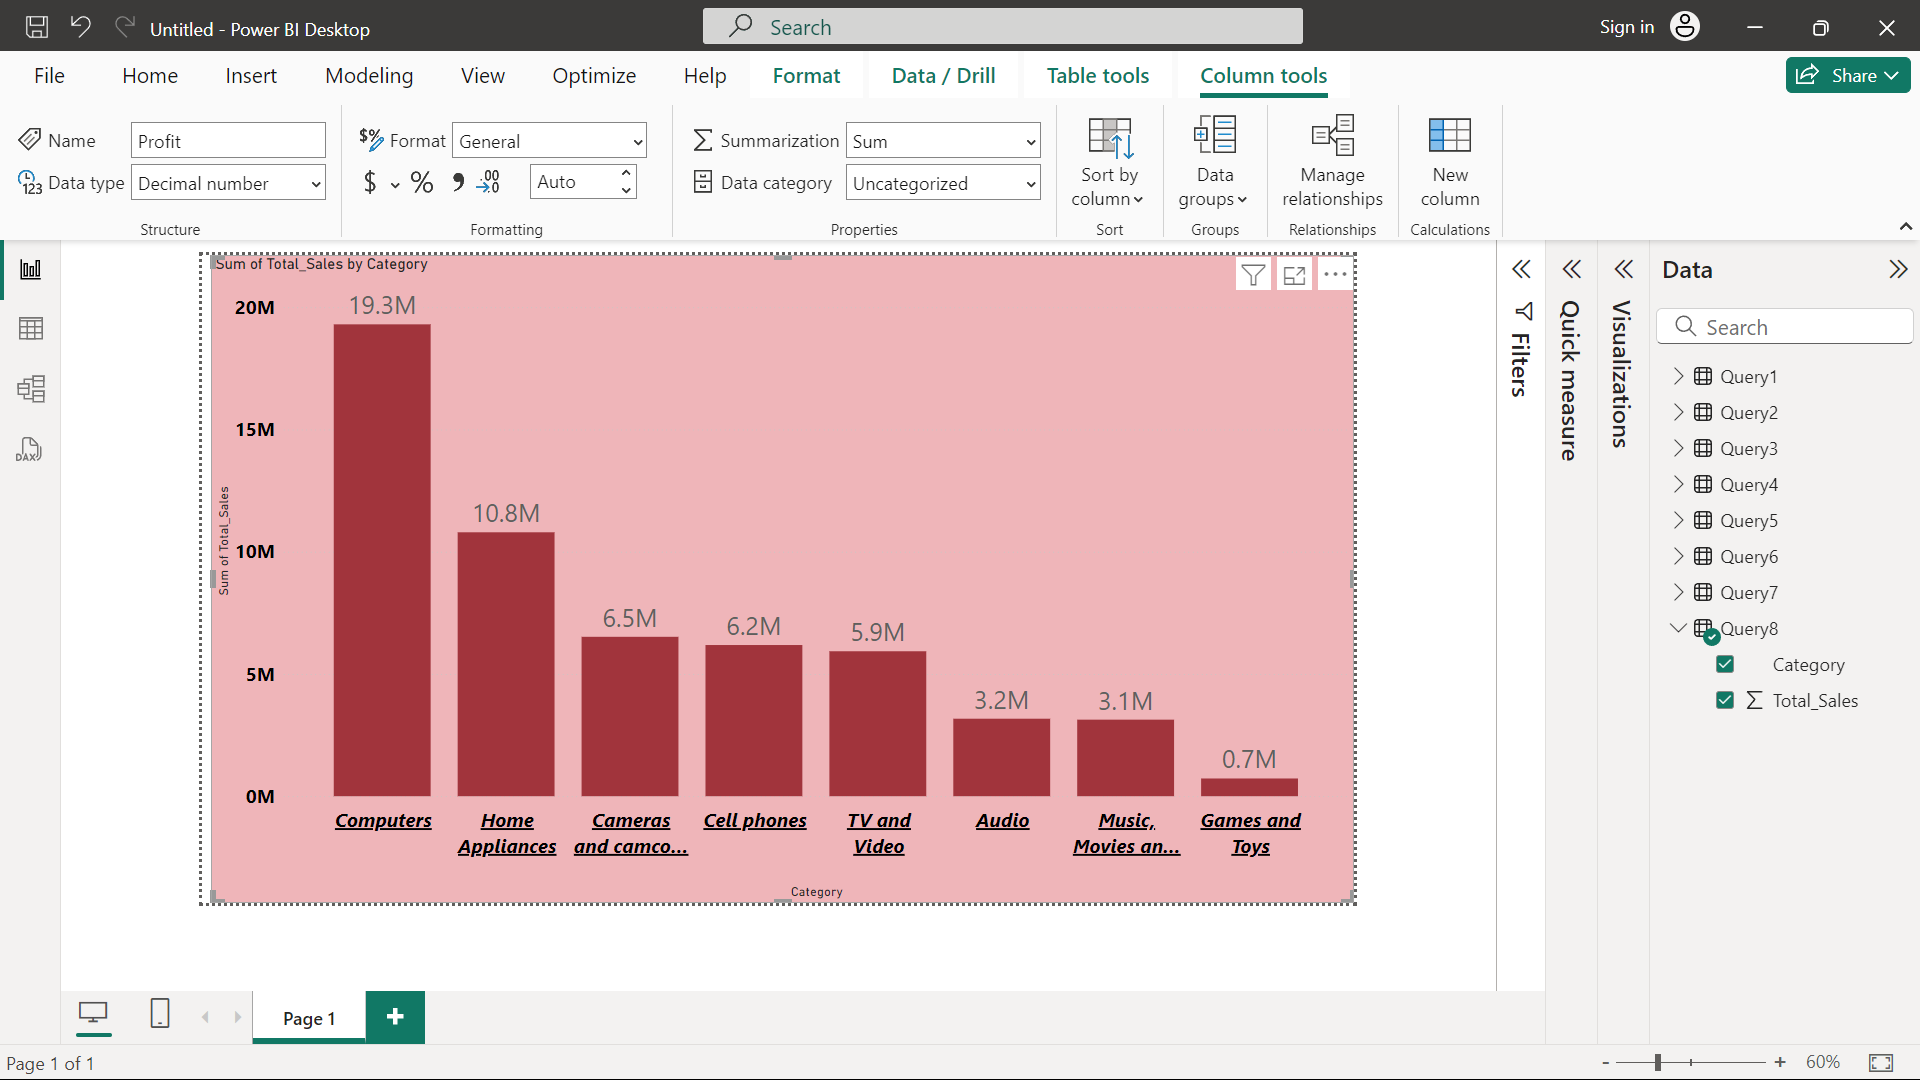 Untitled - Power BI Desktop
Search
Sign in
File Home Insert Modeling View Optimize Help Format Data / Drill Table tools Column tools
Share
Name Profit
Data type Decimal number
Structure
$% Format General
$ % , .00 Auto
Formatting
Summarization Sum
Data category Uncategorized
Properties
Sort by
column
Sort
Data
groups
Groups
Manage
relationships
Relationships
New
column
Calculations
123
DAX
Sum of Total_Sales by Category
Sum of Total_Sales
20M
15M
10M
5M
0M
19.3M
10.8M
6.5M
6.2M
5.9M
3.2M
3.1M
0.7M
Computers
Home
Appliances
Cameras
and camco...
Cell phones
TV and
Video
Audio
Music,
Movies an...
Games and
Toys
Category
Filters
Quick measure
Visualizations
Data
Search
Query1
Query2
Query3
Query4
Query5
Query6
Query7
Query8
Category
Σ Total_Sales
Page 1
+
Page 1 of 1
- + 60%